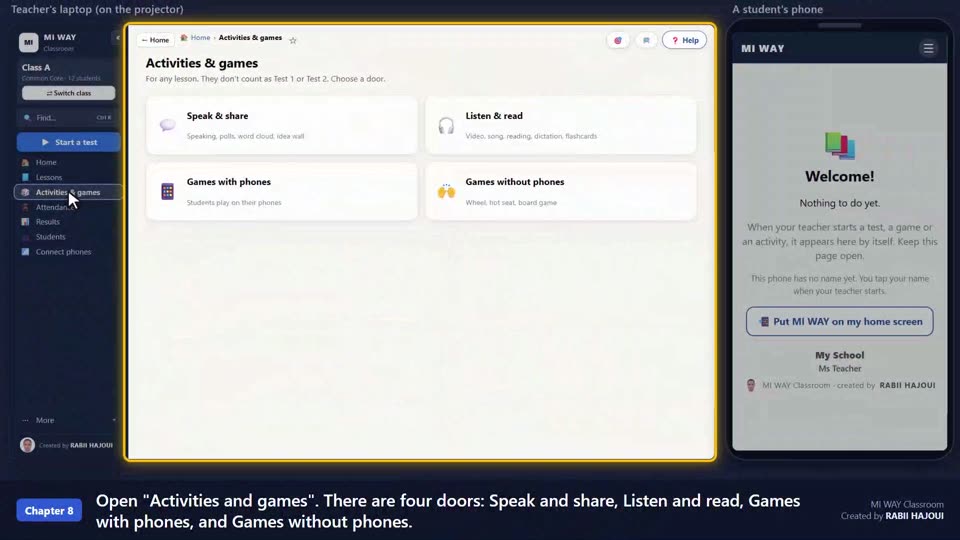 Teacher's laptop (on the projector)
A student's phone
MI
MI WAY
Classroom
«
Class A
Common Core · 12 students
⇄ Switch class
Find...
Ctrl K
▶ Start a test
Home
Lessons
Activities & games
Attendan
Results
Students
Connect phones
··· More
Created by RABII HAJOUI
← Home
Home › Activities & games ☆
❓ Help
Activities & games
For any lesson. They don't count as Test 1 or Test 2. Choose a door.
Speak & share
Speaking, polls, word cloud, idea wall
Listen & read
Video, song, reading, dictation, flashcards
Games with phones
Students play on their phones
Games without phones
Wheel, hot seat, board game
MI WAY
Welcome!
Nothing to do yet.
When your teacher starts a test, a game or
an activity, it appears here by itself. Keep this
page open.
This phone has no name yet. You tap your name
when your teacher starts.
Put MI WAY on my home screen
My School
Ms Teacher
MI WAY Classroom · created by RABII HAJOUI
Chapter 8
Open "Activities and games". There are four doors: Speak and share, Listen and read, Games
with phones, and Games without phones.
MI WAY Classroom
Created by RABII HAJOUI